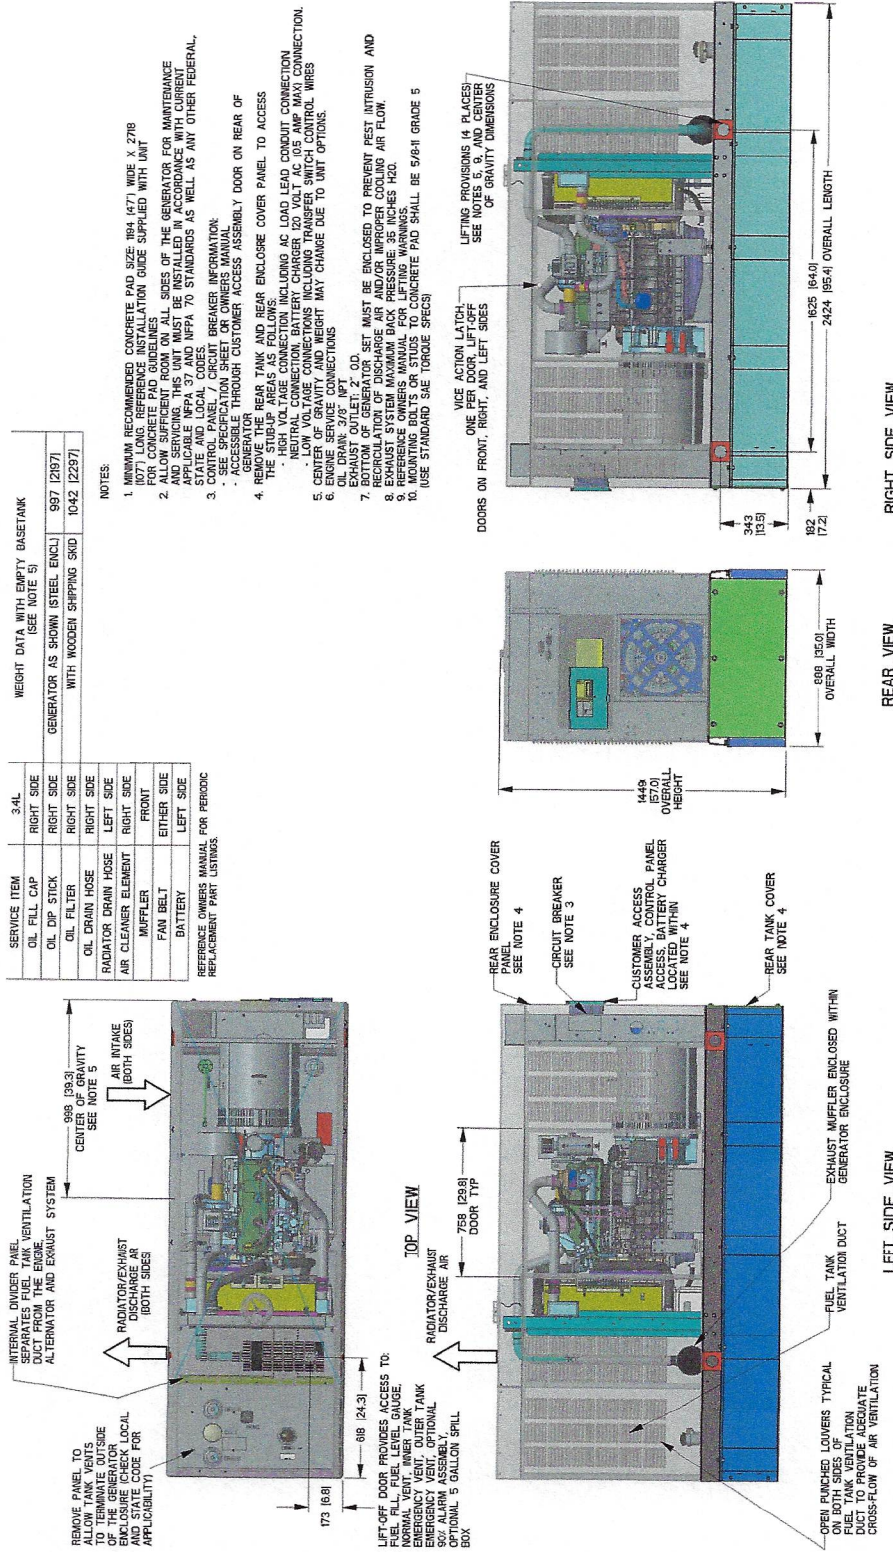 SERVICE ITEM 3.4L
OIL FILL CAP RIGHT SIDE
OIL DIP STICK RIGHT SIDE
OIL FILTER RIGHT SIDE
OIL DRAIN HOSE RIGHT SIDE
RADIATOR DRAIN HOSE LEFT SIDE
AIR CLEANER ELEMENT RIGHT SIDE
MUFFLER FRONT
FAN BELT EITHER SIDE
BATTERY LEFT SIDE
REFERENCE OWNERS MANUAL FOR PERIODIC
REPLACEMENT PART LISTINGS.
WEIGHT DATA WITH EMPTY BASETANK
(SEE NOTE 5)
GENERATOR AS SHOWN (STEEL ENCL) 997 [2197]
WITH WOODEN SHIPPING SKID 1042 [2297]
NOTES:
1. MINIMUM RECOMMENDED CONCRETE PAD SIZE: 1194 (47") WIDE X 2718
(107") LONG. REFERENCE INSTALLATION GUIDE SUPPLIED WITH UNIT
FOR CONCRETE PAD GUIDELINES
2. ALLOW SUFFICIENT ROOM ON ALL SIDES OF THE GENERATOR FOR MAINTENANCE
AND SERVICING. THIS UNIT MUST BE INSTALLED IN ACCORDANCE WITH CURRENT
APPLICABLE NFPA 37 AND NFPA 70 STANDARDS AS WELL AS ANY OTHER FEDERAL,
STATE AND LOCAL CODES.
3. CONTROL PANEL / CIRCUIT BREAKER INFORMATION:
- SEE SPECIFICATION SHEET OR OWNERS MANUAL
- ACCESSIBLE THROUGH CUSTOMER ACCESS ASSEMBLY DOOR ON REAR OF
GENERATOR
4. REMOVE THE REAR TANK AND REAR ENCLOSRE COVER PANEL TO ACCESS
THE STUB-UP AREAS AS FOLLOWS:
- HIGH VOLTAGE CONNECTION INCLUDING AC LOAD LEAD CONDUIT CONNECTION
NEUTRAL CONNECTION, BATTERY CHARGER 120 VOLT AC (0.5 AMP MAX) CONNECTION.
- LOW VOLTAGE CONNECTIONS INCLUDING TRANSFER SWITCH CONTROL WIRES
5. CENTER OF GRAVITY AND WEIGHT MAY CHANGE DUE TO UNIT OPTIONS.
6. ENGINE SERVICE CONNECTIONS
OIL DRAIN: 3/8" NPT
EXHAUST OUTLET: 2" O.D.
7. BOTTOM OF GENERATOR SET MUST BE ENCLOSED TO PREVENT PEST INTRUSION AND
RECIRCULATION OF DISCHARGE AIR AND/OR IMPROPER COOLING AIR FLOW.
8. EXHAUST SYSTEM MAXIMUM BACK PRESSURE: 35 INCHES H2O.
9. REFERENCE OWNERS MANUAL FOR LIFTING WARNINGS.
10. MOUNTING BOLTS OR STUDS TO CONCRETE PAD SHALL BE 5/8-11 GRADE 5
(USE STANDARD SAE TORQUE SPECS)
INTERNAL DIVIDER PANEL
SEPARATES FUEL TANK VENTILATION
DUCT FROM THE ENGINE,
ALTERNATOR AND EXHAUST SYSTEM
REMOVE PANEL TO
ALLOW TANK VENTS
TO TERMINATE OUTSIDE
OF THE GENERATOR
ENCLOSURE (CHECK LOCAL
AND STATE CODE FOR
APPLICABILITY)
RADIATOR/EXHAUST
DISCHARGE AIR
(BOTH SIDES)
998 [39.3]
CENTER OF GRAVITY
SEE NOTE 5
AIR INTAKE
(BOTH SIDES)
173 [6.8]
618 [24.3]
TOP VIEW
LIFT-OFF DOOR PROVIDES ACCESS TO:
FUEL FILL, FUEL LEVEL GAUGE,
NORMAL VENT, INNER TANK
EMERGENCY VENT, OUTER TANK
EMERGENCY VENT, OPTIONAL
90% ALARM ASSEMBLY,
OPTIONAL 5 GALLON SPILL
BOX
RADIATOR/EXHAUST
DISCHARGE AIR
758 [29.8]
DOOR TYP
REAR ENCLOSURE COVER
PANEL
SEE NOTE 4
CIRCUIT BREAKER
SEE NOTE 3
CUSTOMER ACCESS
ASSEMBLY, CONTROL PANEL
ACCESS, BATTERY CHARGER
LOCATED WITHIN
SEE NOTE 4
REAR TANK COVER
SEE NOTE 4
OPEN PUNCHED LOUVERS TYPICAL
ON BOTH SIDES OF
FUEL TANK VENTILATION
DUCT TO PROVIDE ADEQUATE
CROSS-FLOW OF AIR VENTILATION
FUEL TANK
VENTILATION DUCT
EXHAUST MUFFLER ENCLOSED WITHIN
GENERATOR ENCLOSURE
LEFT SIDE VIEW
1449
[57.0]
OVERALL
HEIGHT
888 [35.0]
OVERALL WIDTH
REAR VIEW
VICE ACTION LATCH
ONE PER DOOR, LIFT-OFF
DOORS ON FRONT, RIGHT, AND LEFT SIDES
LIFTING PROVISIONS (4 PLACES)
SEE NOTES 5, 9, AND CENTER
OF GRAVITY DIMENSIONS
343
[13.5]
182
[7.2]
1625 [64.0]
2424 [95.4] OVERALL LENGTH
RIGHT SIDE VIEW